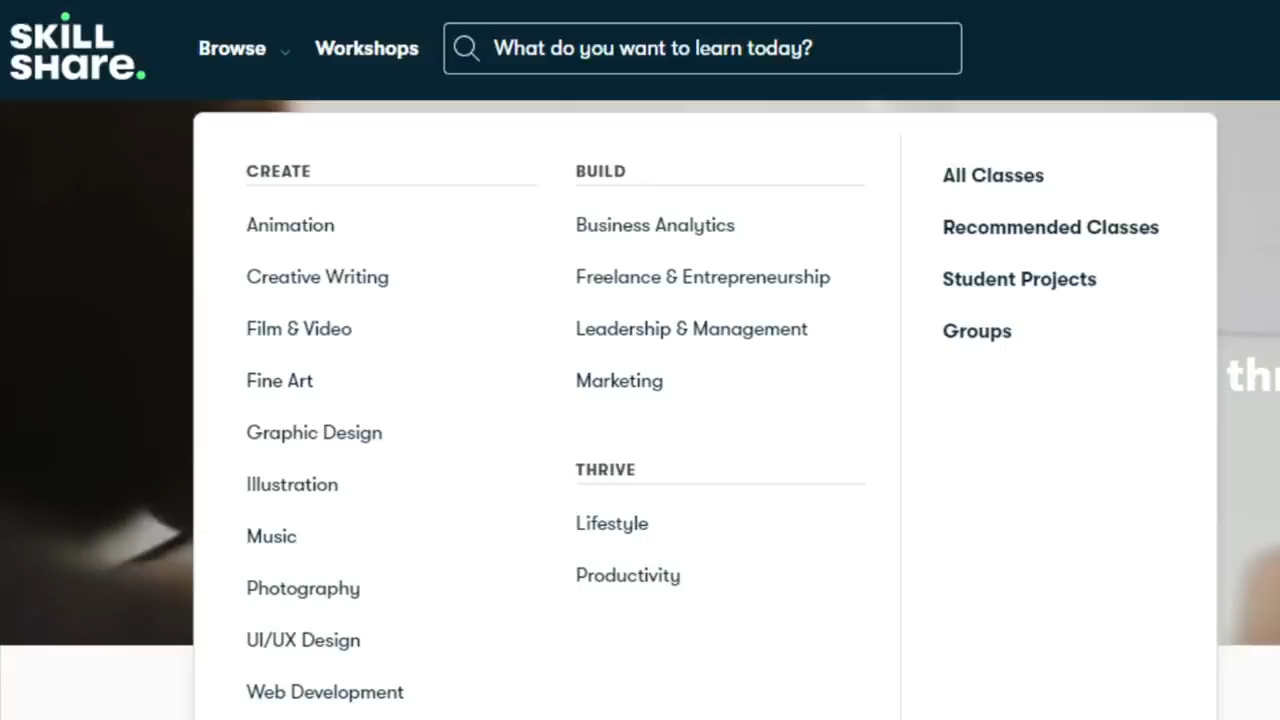 SKILL
SHARE.
Browse
Workshops
What do you want to learn today?
CREATE
Animation
Creative Writing
Film & Video
Fine Art
Graphic Design
Illustration
Music
Photography
UI/UX Design
Web Development
BUILD
Business Analytics
Freelance & Entrepreneurship
Leadership & Management
Marketing
THRIVE
Lifestyle
Productivity
All Classes
Recommended Classes
Student Projects
Groups